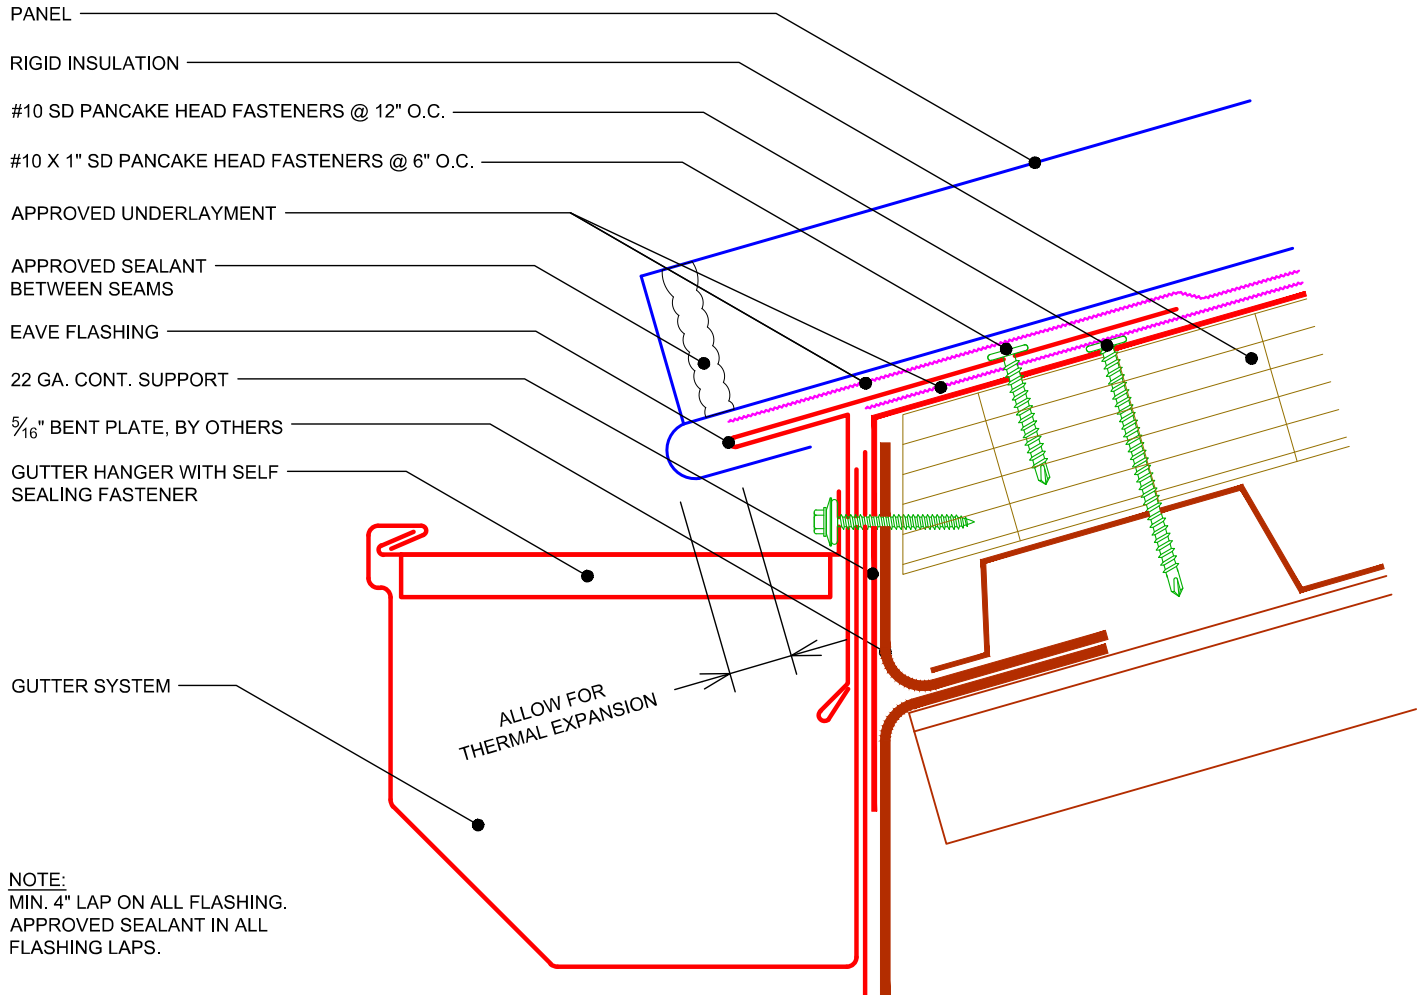 PANEL
RIGID INSULATION
#10 SD PANCAKE HEAD FASTENERS @ 12" O.C.
#10 X 1" SD PANCAKE HEAD FASTENERS @ 6" O.C.
APPROVED UNDERLAYMENT
APPROVED SEALANT
BETWEEN SEAMS
EAVE FLASHING
22 GA. CONT. SUPPORT
5/16" BENT PLATE, BY OTHERS
GUTTER HANGER WITH SELF
SEALING FASTENER
GUTTER SYSTEM
ALLOW FOR
THERMAL EXPANSION
NOTE:
MIN. 4" LAP ON ALL FLASHING.
APPROVED SEALANT IN ALL
FLASHING LAPS.